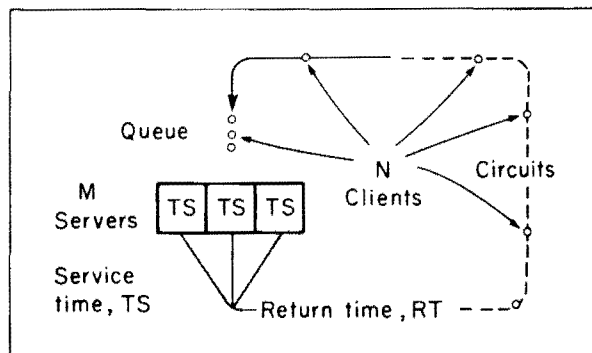 Queue
N
Clients
Circuits
M
Servers
TS TS TS
Service
time, TS
Return time, RT